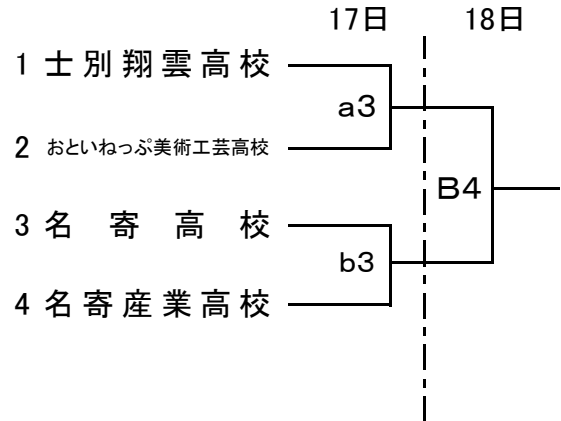 17日 18日
1 士別翔雲高校
a3
2 おといねっぷ美術工芸高校
B4
3 名寄高校
b3
4 名寄産業高校